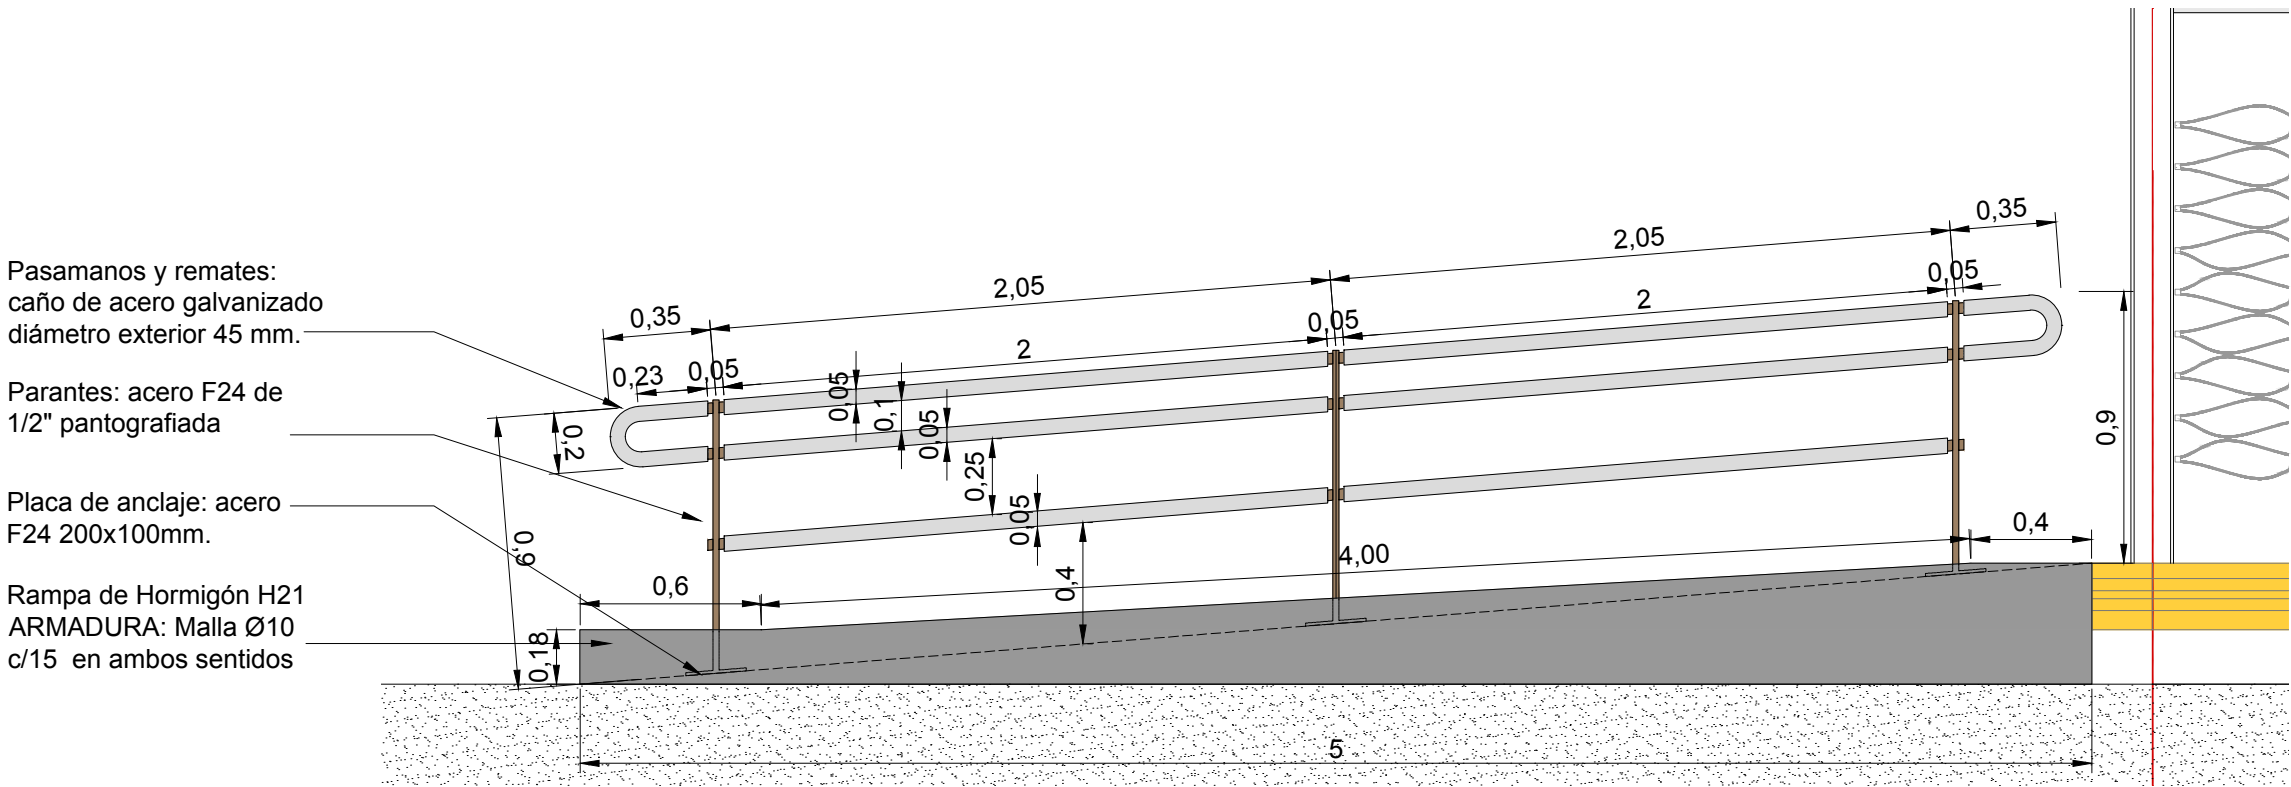 Pasamanos y remates:
caño de acero galvanizado
diámetro exterior 45 mm.
Parantes: acero F24 de
1/2" pantografiada
Placa de anclaje: acero
F24 200x100mm.
Rampa de Hormigón H21
ARMADURA: Malla Ø10
c/15 en ambos sentidos
0,35
2,05
2,05
0,35
0,23
0,05
2
0,05
2
0,05
0,2
0,05
0,1
0,05
0,25
0,05
0,4
0,9
0,9
0,6
4,00
0,4
0,18
5